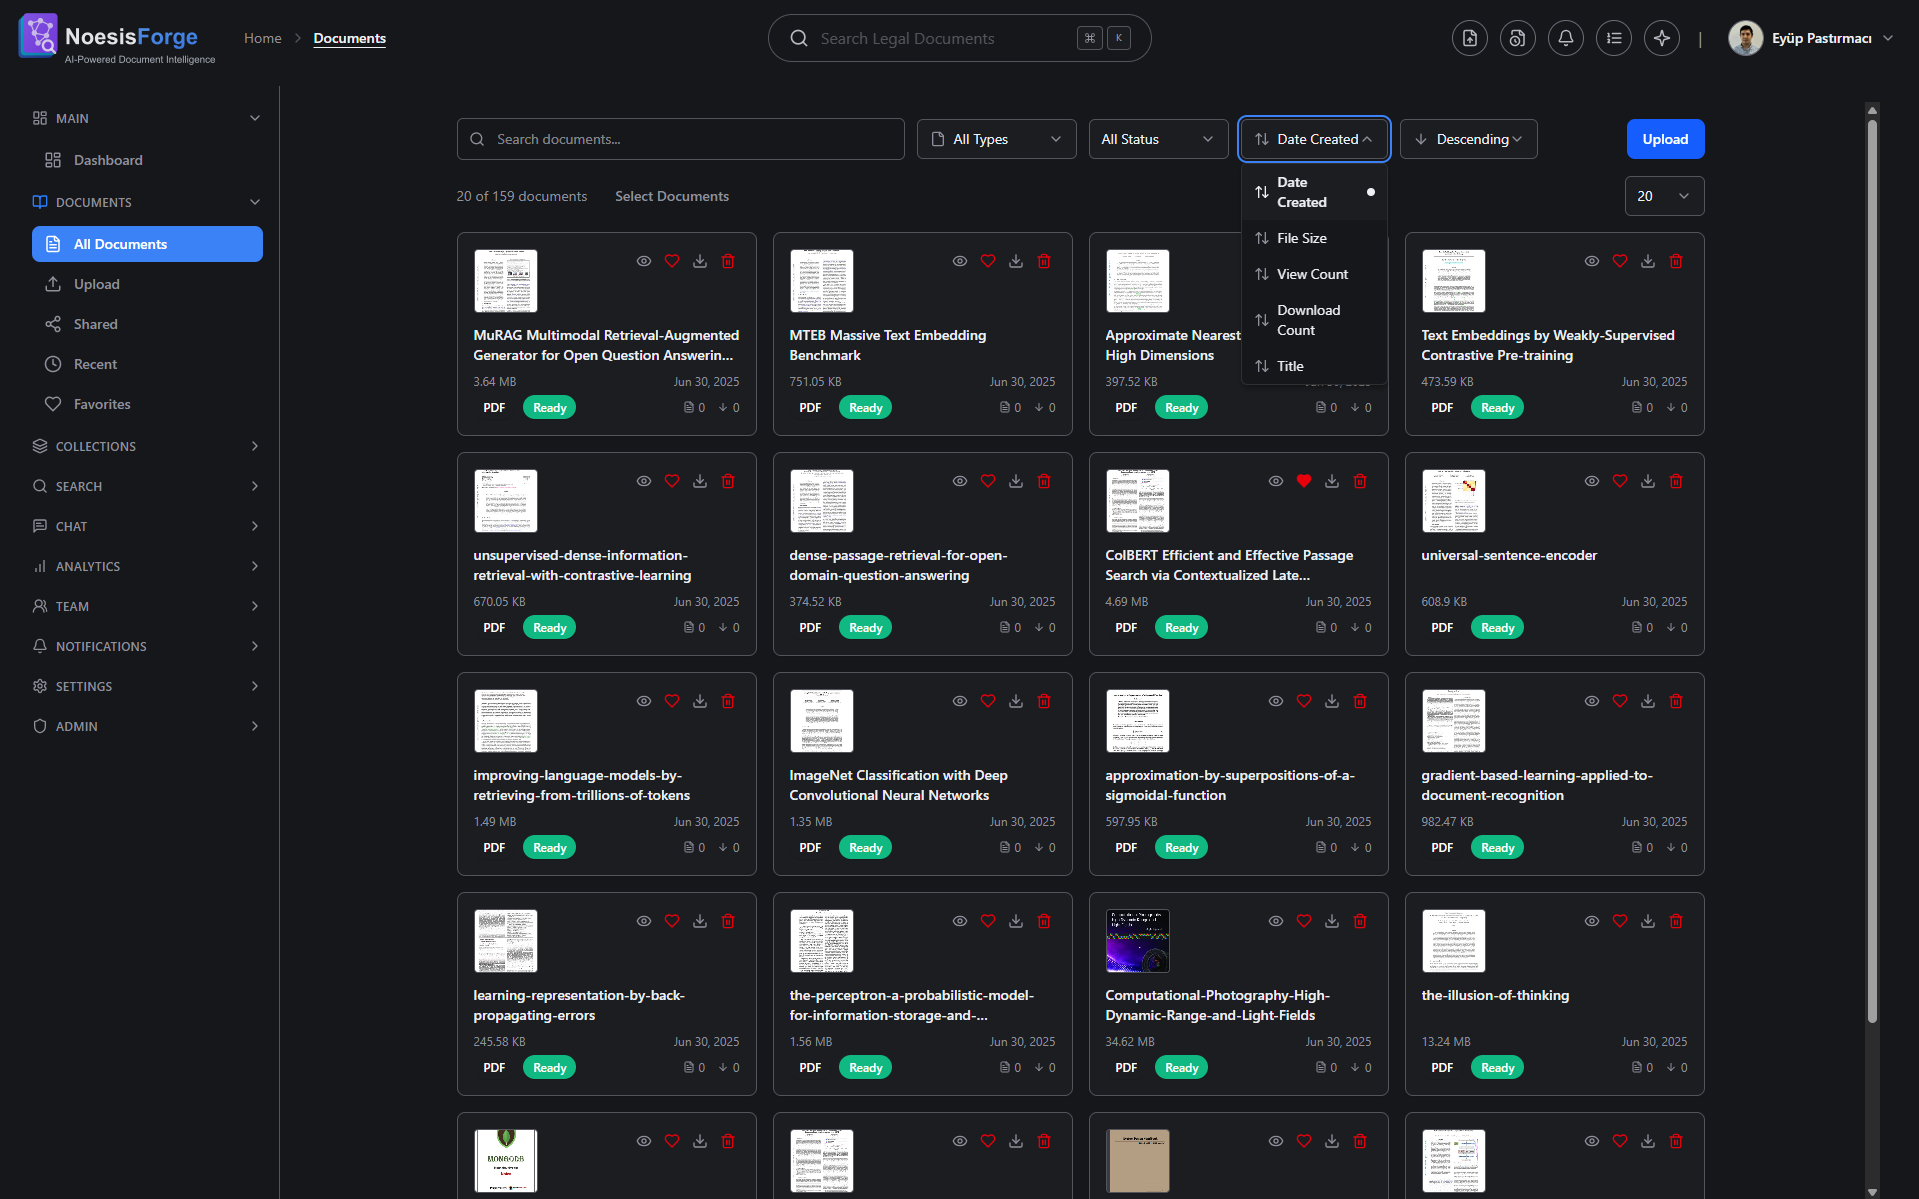 NoesisForge
AI-Powered Document Intelligence
Home
Documents
Search Legal Documents
⌘
K
|
Eyüp Pastırmacı
MAIN
Dashboard
DOCUMENTS
All Documents
Upload
Shared
Recent
Favorites
COLLECTIONS
SEARCH
CHAT
ANALYTICS
TEAM
NOTIFICATIONS
SETTINGS
ADMIN
Search documents...
All Types
All Status
Date Created
Descending
Upload
20 of 159 documents
Select Documents
20
Date
Created
File Size
View Count
Download
Count
Title
MuRAG Multimodal Retrieval-Augmented
Generator for Open Question Answerin...
3.64 MB
Jun 30, 2025
PDF
Ready
0
0
MTEB Massive Text Embedding
Benchmark
751.05 KB
Jun 30, 2025
PDF
Ready
0
0
Approximate Nearest
High Dimensions
397.52 KB
PDF
Ready
0
0
Text Embeddings by Weakly-Supervised
Contrastive Pre-training
473.59 KB
Jun 30, 2025
PDF
Ready
0
0
unsupervised-dense-information-
retrieval-with-contrastive-learning
670.05 KB
Jun 30, 2025
PDF
Ready
0
0
dense-passage-retrieval-for-open-
domain-question-answering
374.52 KB
Jun 30, 2025
PDF
Ready
0
0
ColBERT Efficient and Effective Passage
Search via Contextualized Late...
4.69 MB
Jun 30, 2025
PDF
Ready
0
0
universal-sentence-encoder
608.9 KB
Jun 30, 2025
PDF
Ready
0
0
improving-language-models-by-
retrieving-from-trillions-of-tokens
1.49 MB
Jun 30, 2025
PDF
Ready
0
0
ImageNet Classification with Deep
Convolutional Neural Networks
1.35 MB
Jun 30, 2025
PDF
Ready
0
0
approximation-by-superpositions-of-a-
sigmoidal-function
597.95 KB
Jun 30, 2025
PDF
Ready
0
0
gradient-based-learning-applied-to-
document-recognition
982.47 KB
Jun 30, 2025
PDF
Ready
0
0
learning-representation-by-back-
propagating-errors
245.58 KB
Jun 30, 2025
PDF
Ready
0
0
the-perceptron-a-probabilistic-model-
for-information-storage-and-...
1.56 MB
Jun 30, 2025
PDF
Ready
0
0
Computational-Photography-High-
Dynamic-Range-and-Light-Fields
34.62 MB
Jun 30, 2025
PDF
Ready
0
0
the-illusion-of-thinking
13.24 MB
Jun 30, 2025
PDF
Ready
0
0
MONGODB